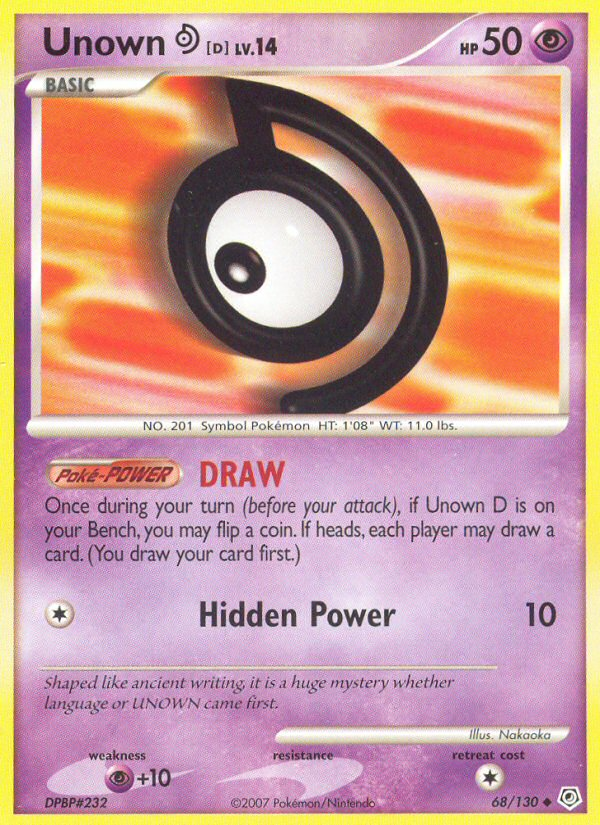 Unown D [D] LV.14 HP 50
BASIC
NO. 201 Symbol Pokémon HT: 1'08" WT: 11.0 lbs.
Poké-POWER DRAW
Once during your turn (before your attack), if Unown D is on
your Bench, you may flip a coin. If heads, each player may draw a
card. (You draw your card first.)
Hidden Power 10
Shaped like ancient writing, it is a huge mystery whether
language or UNOWN came first.
Illus. Nakaoka
weakness resistance retreat cost
+10
DPBP#232 ©2007 Pokémon/Nintendo 68/130